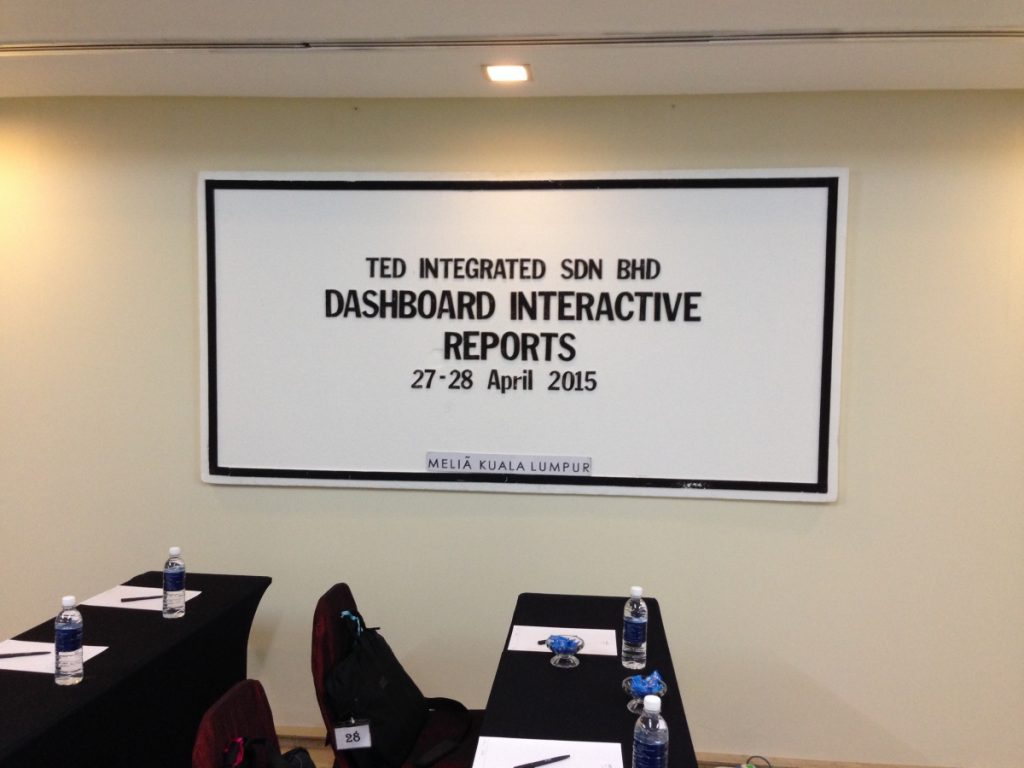 TED INTEGRATED SDN BHD
DASHBOARD INTERACTIVE
REPORTS
27-28 April 2015
MELIÃ KUALA LUMPUR
28